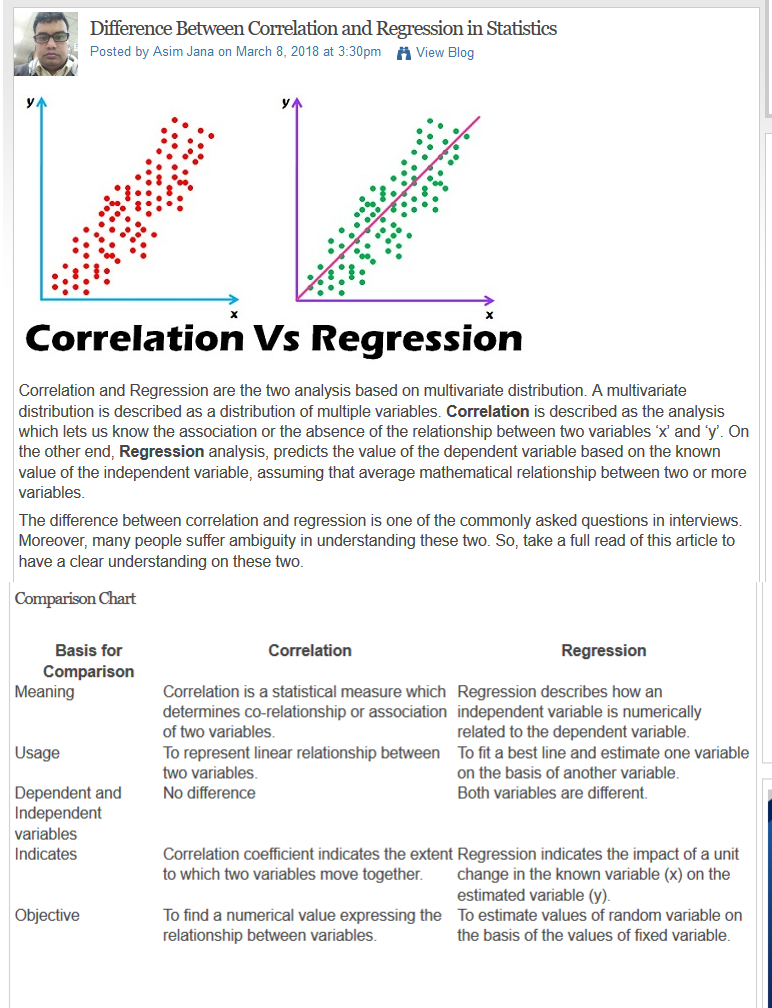 Difference Between Correlation and Regression in Statistics
Posted by Asim Jana on March 8, 2018 at 3:30pm View Blog
y
x
y
x
Correlation Vs Regression
Correlation and Regression are the two analysis based on multivariate distribution. A multivariate
distribution is described as a distribution of multiple variables. Correlation is described as the analysis
which lets us know the association or the absence of the relationship between two variables ‘x’ and ‘y’. On
the other end, Regression analysis, predicts the value of the dependent variable based on the known
value of the independent variable, assuming that average mathematical relationship between two or more
variables.
The difference between correlation and regression is one of the commonly asked questions in interviews.
Moreover, many people suffer ambiguity in understanding these two. So, take a full read of this article to
have a clear understanding on these two.
Comparison Chart
Basis for Comparison
Correlation
Regression
Meaning
Correlation is a statistical measure which
determines co-relationship or association
of two variables.
Regression describes how an
independent variable is numerically
related to the dependent variable.
Usage
To represent linear relationship between
two variables.
To fit a best line and estimate one variable
on the basis of another variable.
Dependent and
Independent
variables
No difference
Both variables are different.
Indicates
Correlation coefficient indicates the extent
to which two variables move together.
Regression indicates the impact of a unit
change in the known variable (x) on the
estimated variable (y).
Objective
To find a numerical value expressing the
relationship between variables.
To estimate values of random variable on
the basis of the values of fixed variable.